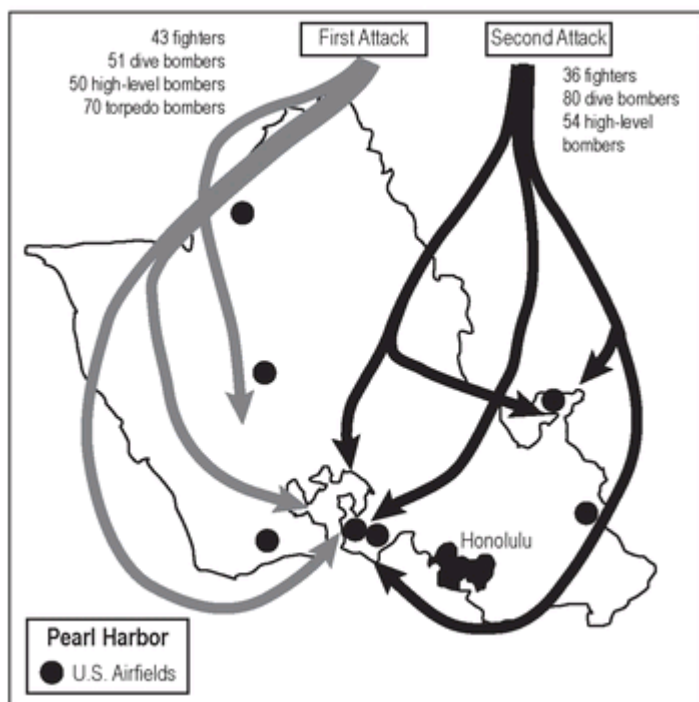 43 fighters
51 dive bombers
50 high-level bombers
70 torpedo bombers
First Attack
Second Attack
36 fighters
80 dive bombers
54 high-level
bombers
Honolulu
Pearl Harbor
U.S. Airfields